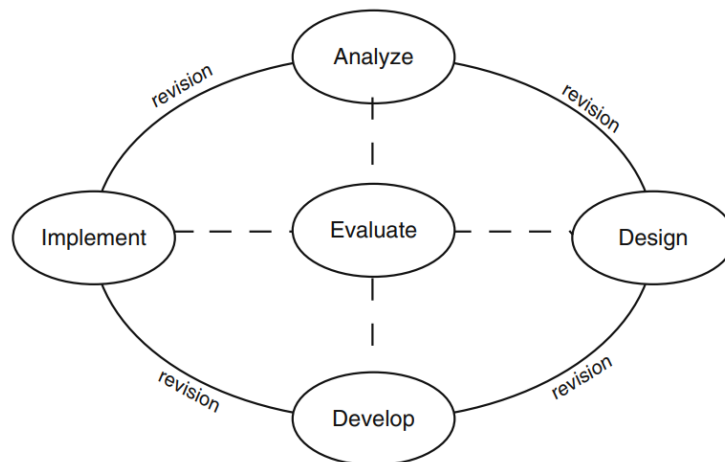 Analyze
revision
revision
Implement
Evaluate
Design
revision
revision
Develop